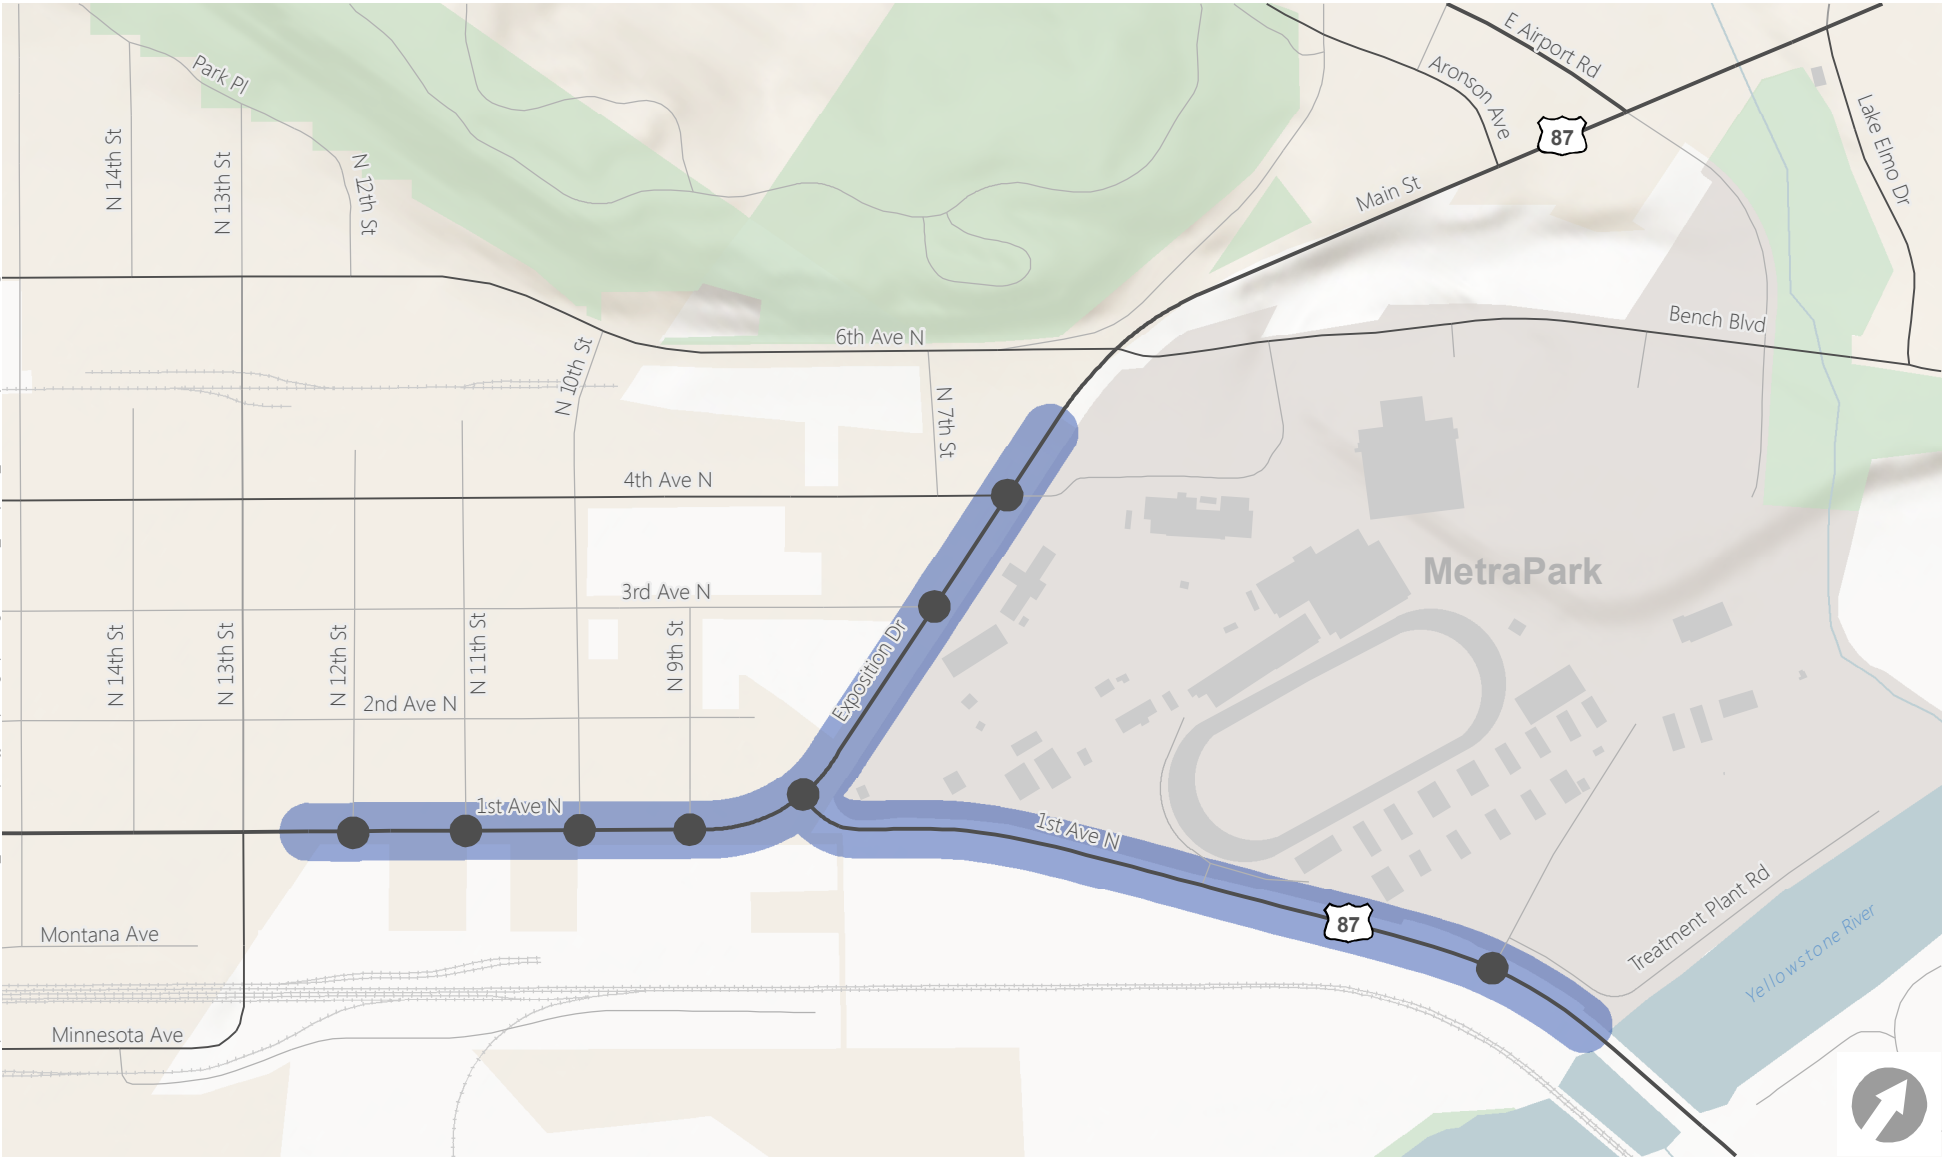 E Airport Rd
Park Pl
Aronson Ave
87
Lake Elmo Dr
N 14th St
N 13th St
N 12th St
Main St
Bench Blvd
6th Ave N
N 10th St
N 7th St
4th Ave N
MetraPark
3rd Ave N
N 14th St
N 13th St
N 12th St
N 11th St
N 9th St
Exposition Dr
2nd Ave N
1st Ave N
1st Ave N
87
Treatment Plant Rd
Yellowstone River
Montana Ave
Minnesota Ave